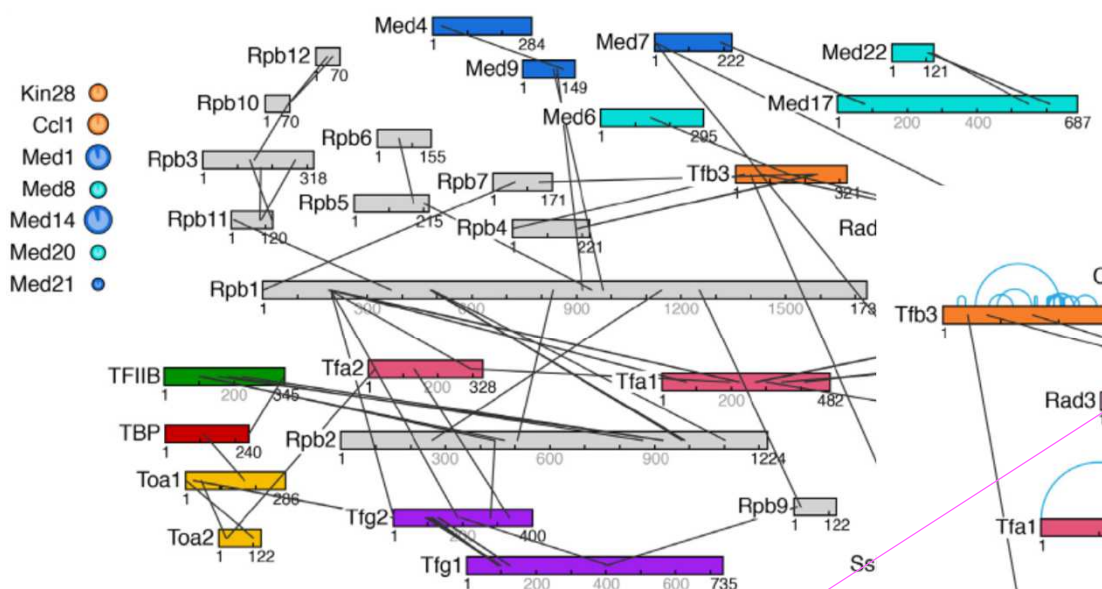 Kin28
Ccl1
Med1
Med8
Med14
Med20
Med21
Rpb12
1 70
Rpb10
1 70
Rpb3
1 318
Rpb11
1 120
Rpb6
1 155
Rpb5
1 215
Med4
1 284
Med9
1 149
Med6
1 295
Rpb7
1 171
Rpb4
1 221
Med7
1 222
Med22
1 121
Med17
1 200 400 687
Tfb3
1 321
Rad
Rpb1
1 300 600 900 1200 1500 173
TFIIB
1 200 345
Tfa2
1 200 328
Tfa1
1 200 482
TBP
1 240
Rpb2
1 300 600 900 1224
Toa1
1 286
Toa2
1 122
Tfg2
1 200 400
Tfg1
1 200 400 600 735
Rpb9
1 122
Ss
C
Tfb3
1
Rad3
Tfa1
1